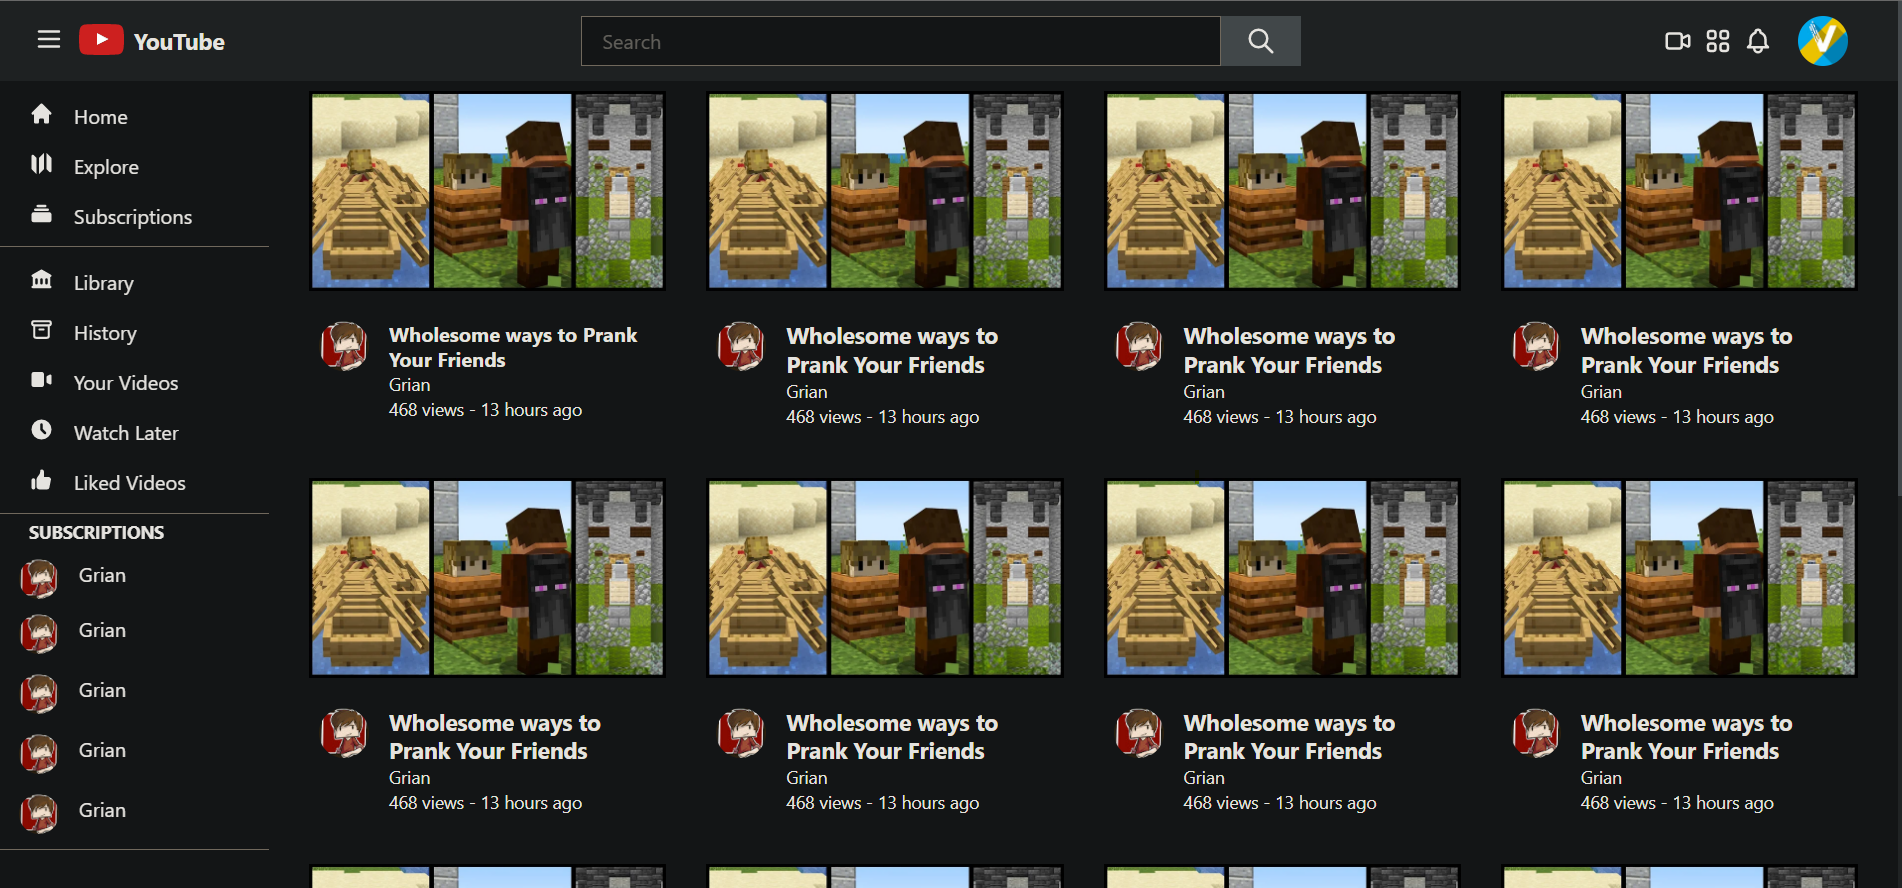 YouTube
Search
Home
Explore
Subscriptions
Library
History
Your Videos
Watch Later
Liked Videos
SUBSCRIPTIONS
Grian
Grian
Grian
Grian
Grian
Wholesome ways to Prank
Your Friends
Grian
468 views - 13 hours ago
Wholesome ways to
Prank Your Friends
Grian
468 views - 13 hours ago
Wholesome ways to
Prank Your Friends
Grian
468 views - 13 hours ago
Wholesome ways to
Prank Your Friends
Grian
468 views - 13 hours ago
Wholesome ways to
Prank Your Friends
Grian
468 views - 13 hours ago
Wholesome ways to
Prank Your Friends
Grian
468 views - 13 hours ago
Wholesome ways to
Prank Your Friends
Grian
468 views - 13 hours ago
Wholesome ways to
Prank Your Friends
Grian
468 views - 13 hours ago